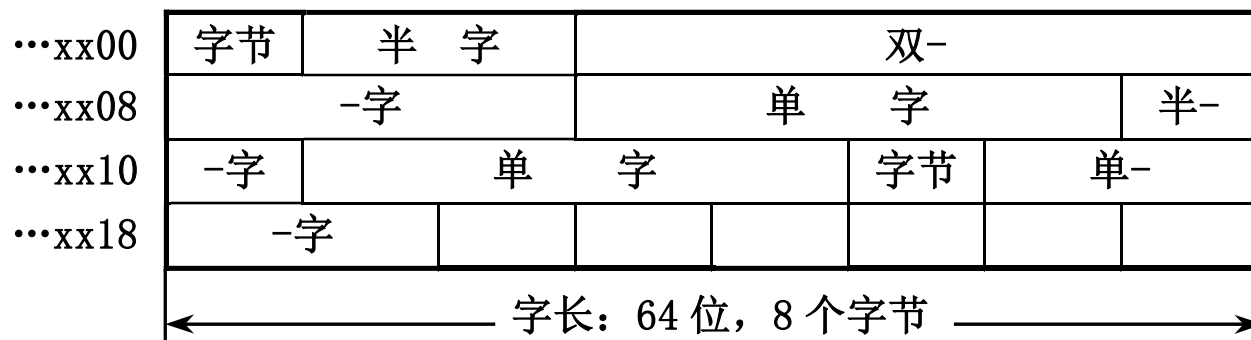 …xx00 字节 半 字 双-
…xx08 -字 单 字 半-
…xx10 -字 单 字 字节 单-
…xx18 -字
字长：64 位，8 个字节